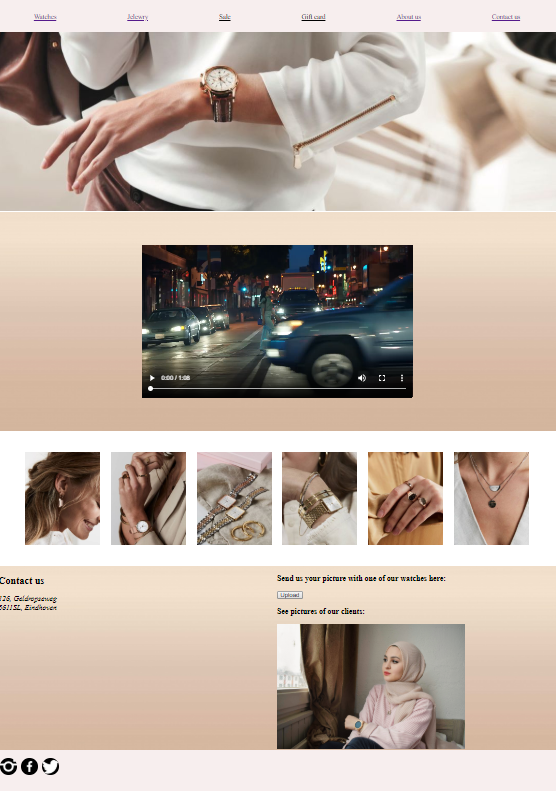 Watches Jelewry Sale Gift card About us Contact us
0:00 / 1:08
Contact us
126, Geldropseweg
5611SL, Eindhoven
Send us your picture with one of our watches here:
Upload
See pictures of our clients: